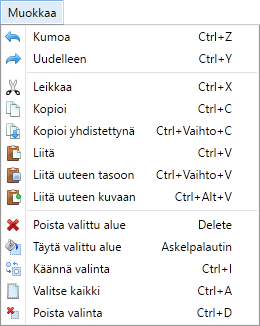 Muokkaa
Kumoa Ctrl+Z
Uudelleen Ctrl+Y
Leikkaa Ctrl+X
Kopioi Ctrl+C
Kopioi yhdistettynä Ctrl+Vaihto+C
Liitä Ctrl+V
Liitä uuteen tasoon Ctrl+Vaihto+V
Liitä uuteen kuvaan Ctrl+Alt+V
Poista valittu alue Delete
Täytä valittu alue Askelpalautin
Käännä valinta Ctrl+I
Valitse kaikki Ctrl+A
Poista valinta Ctrl+D